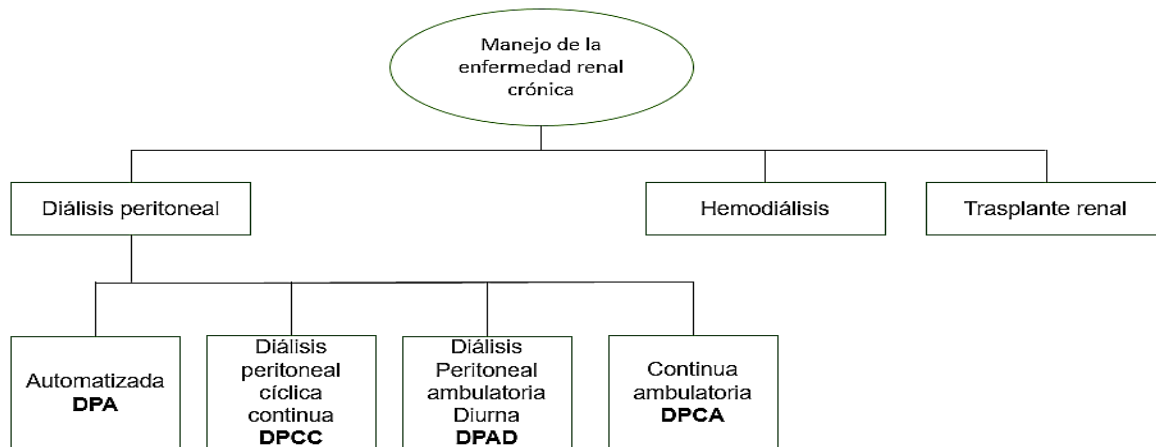 Manejo de la
enfermedad renal
crónica
Diálisis peritoneal
Hemodiálisis
Trasplante renal
Automatizada
DPA
Diálisis
peritoneal
cíclica
continua
DPCC
Diálisis
Peritoneal
ambulatoria
Diurna
DPAD
Continua
ambulatoria
DPCA